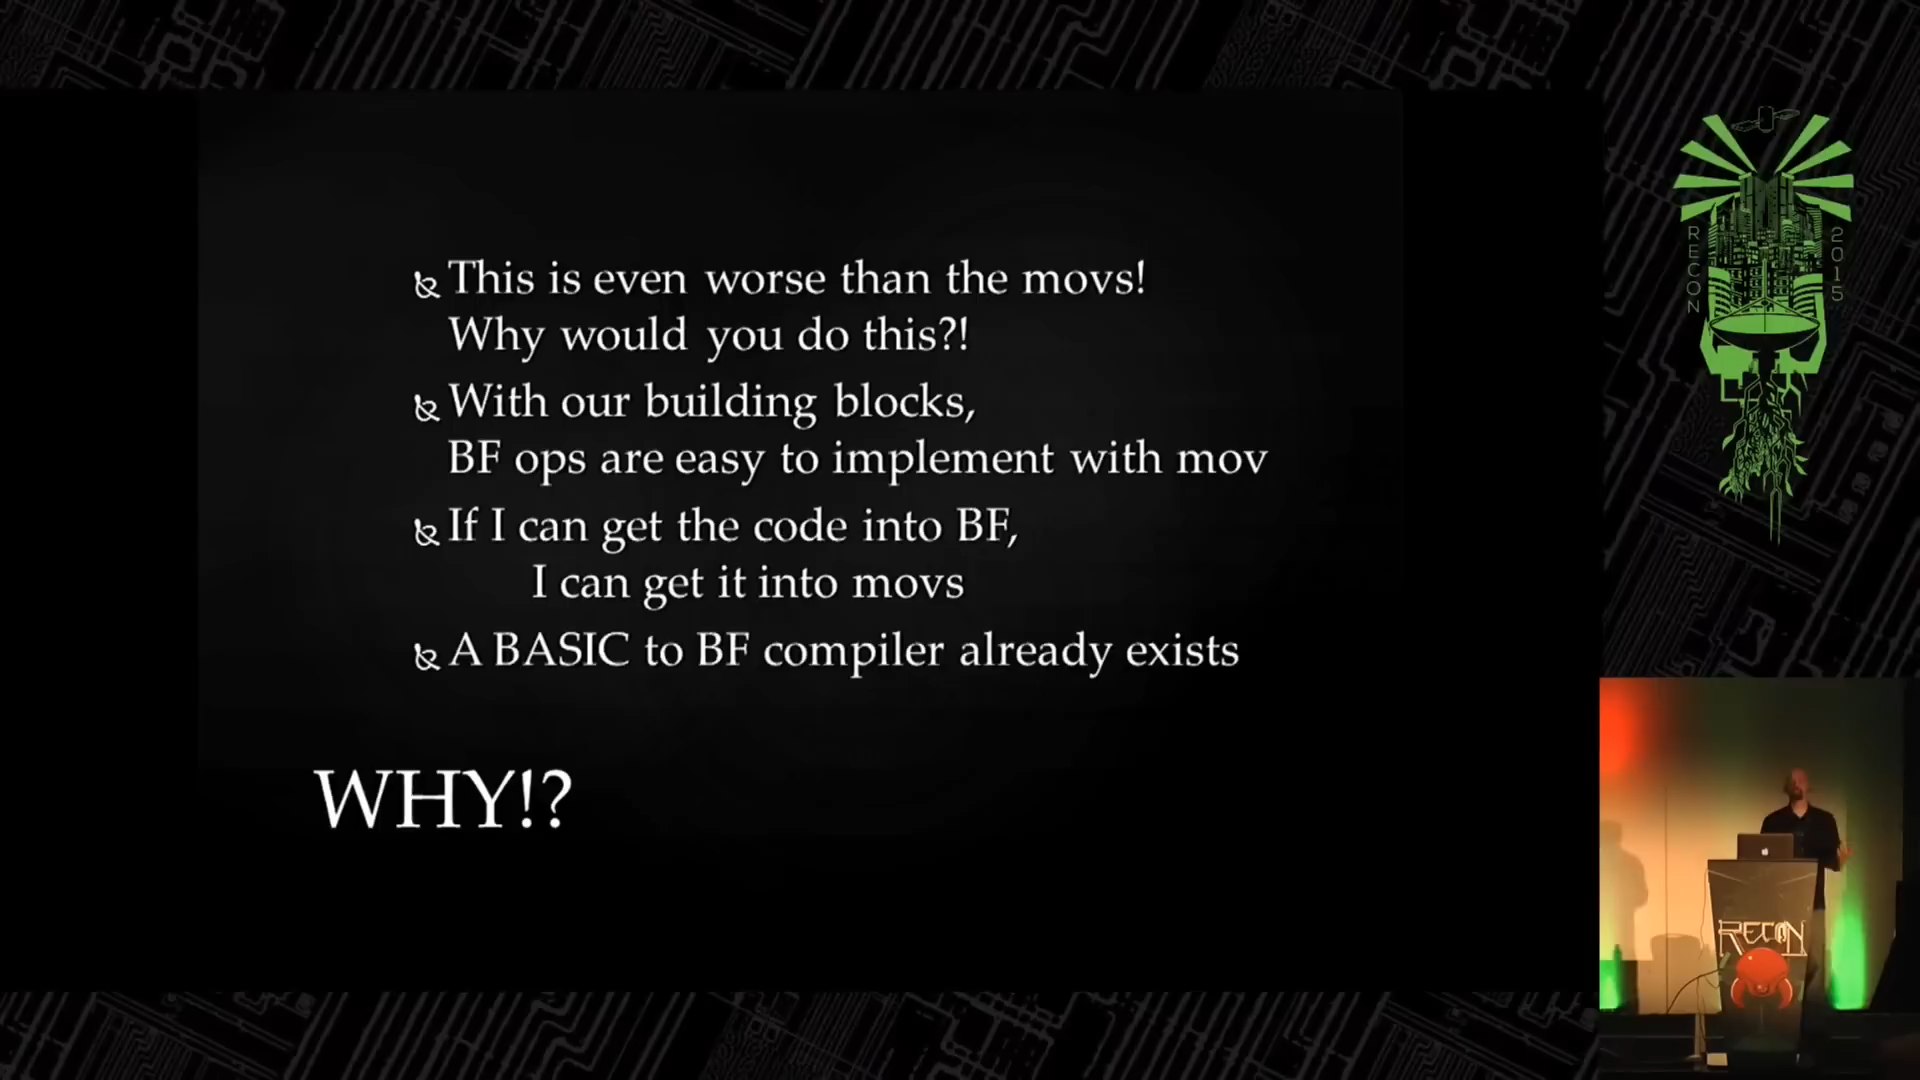 This is even worse than the movs!
Why would you do this?!
With our building blocks,
BF ops are easy to implement with mov
If I can get the code into BF,
I can get it into movs
A BASIC to BF compiler already exists
WHY!?
RECON
2015
RECON